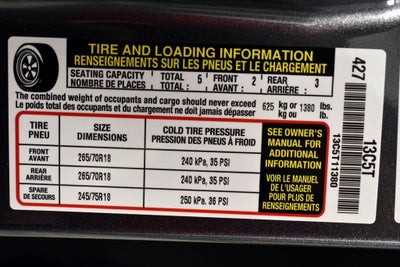 TIRE AND LOADING INFORMATION
RENSEIGNEMENTS SUR LES PNEUS ET LE CHARGEMENT
SEATING CAPACITY TOTAL 5 FRONT 2 REAR 3
NOMBRE DE PLACES TOTAL AVANT ARRIÈRE
The combined weight of occupants and cargo should never exceed 625 kg or 1380 lbs.
Le poids total des occupants et du chargement ne doit jamais dépasser kg ou lb.
TIRE SIZE COLD TIRE PRESSURE
PNEU DIMENSIONS PRESSION DES PNEUS À FROID
FRONT 265/70R18 240 kPa, 35 PSI
AVANT
REAR 265/70R18 240 kPa, 35 PSI
ARRIÈRE
SPARE 245/75R18 250 kPa, 36 PSI
DE SECOURS
SEE OWNER'S
MANUAL FOR
ADDITIONAL
INFORMATION
VOIR LE MANUEL
DE L'USAGER
POUR PLUS DE
RENSEIGNEMENTS
427
13C5T
13C5T11380